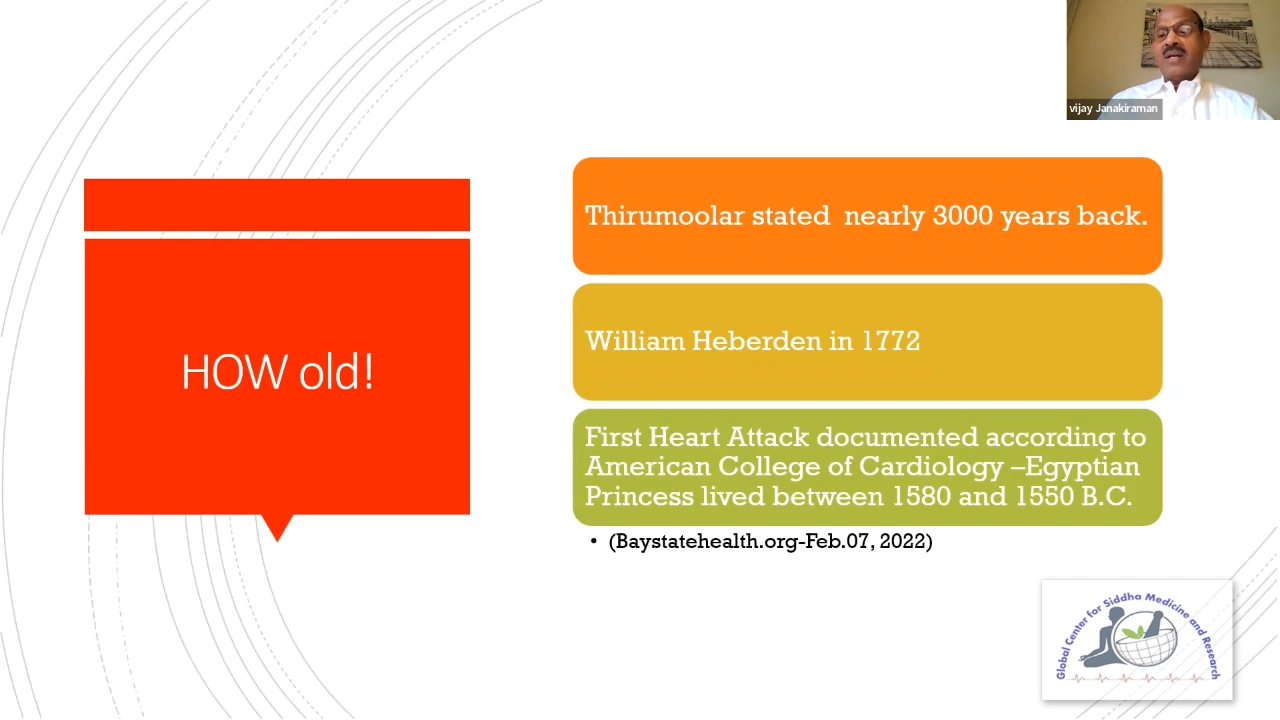 vijay Janakiraman
HOW old!
Thirumoolar stated  nearly 3000 years back.
William Heberden in 1772
First Heart Attack documented according to
American College of Cardiology –Egyptian
Princess lived between 1580 and 1550 B.C.
• (Baystatehealth.org-Feb.07, 2022)
Global Center for Siddha Medicine and Research